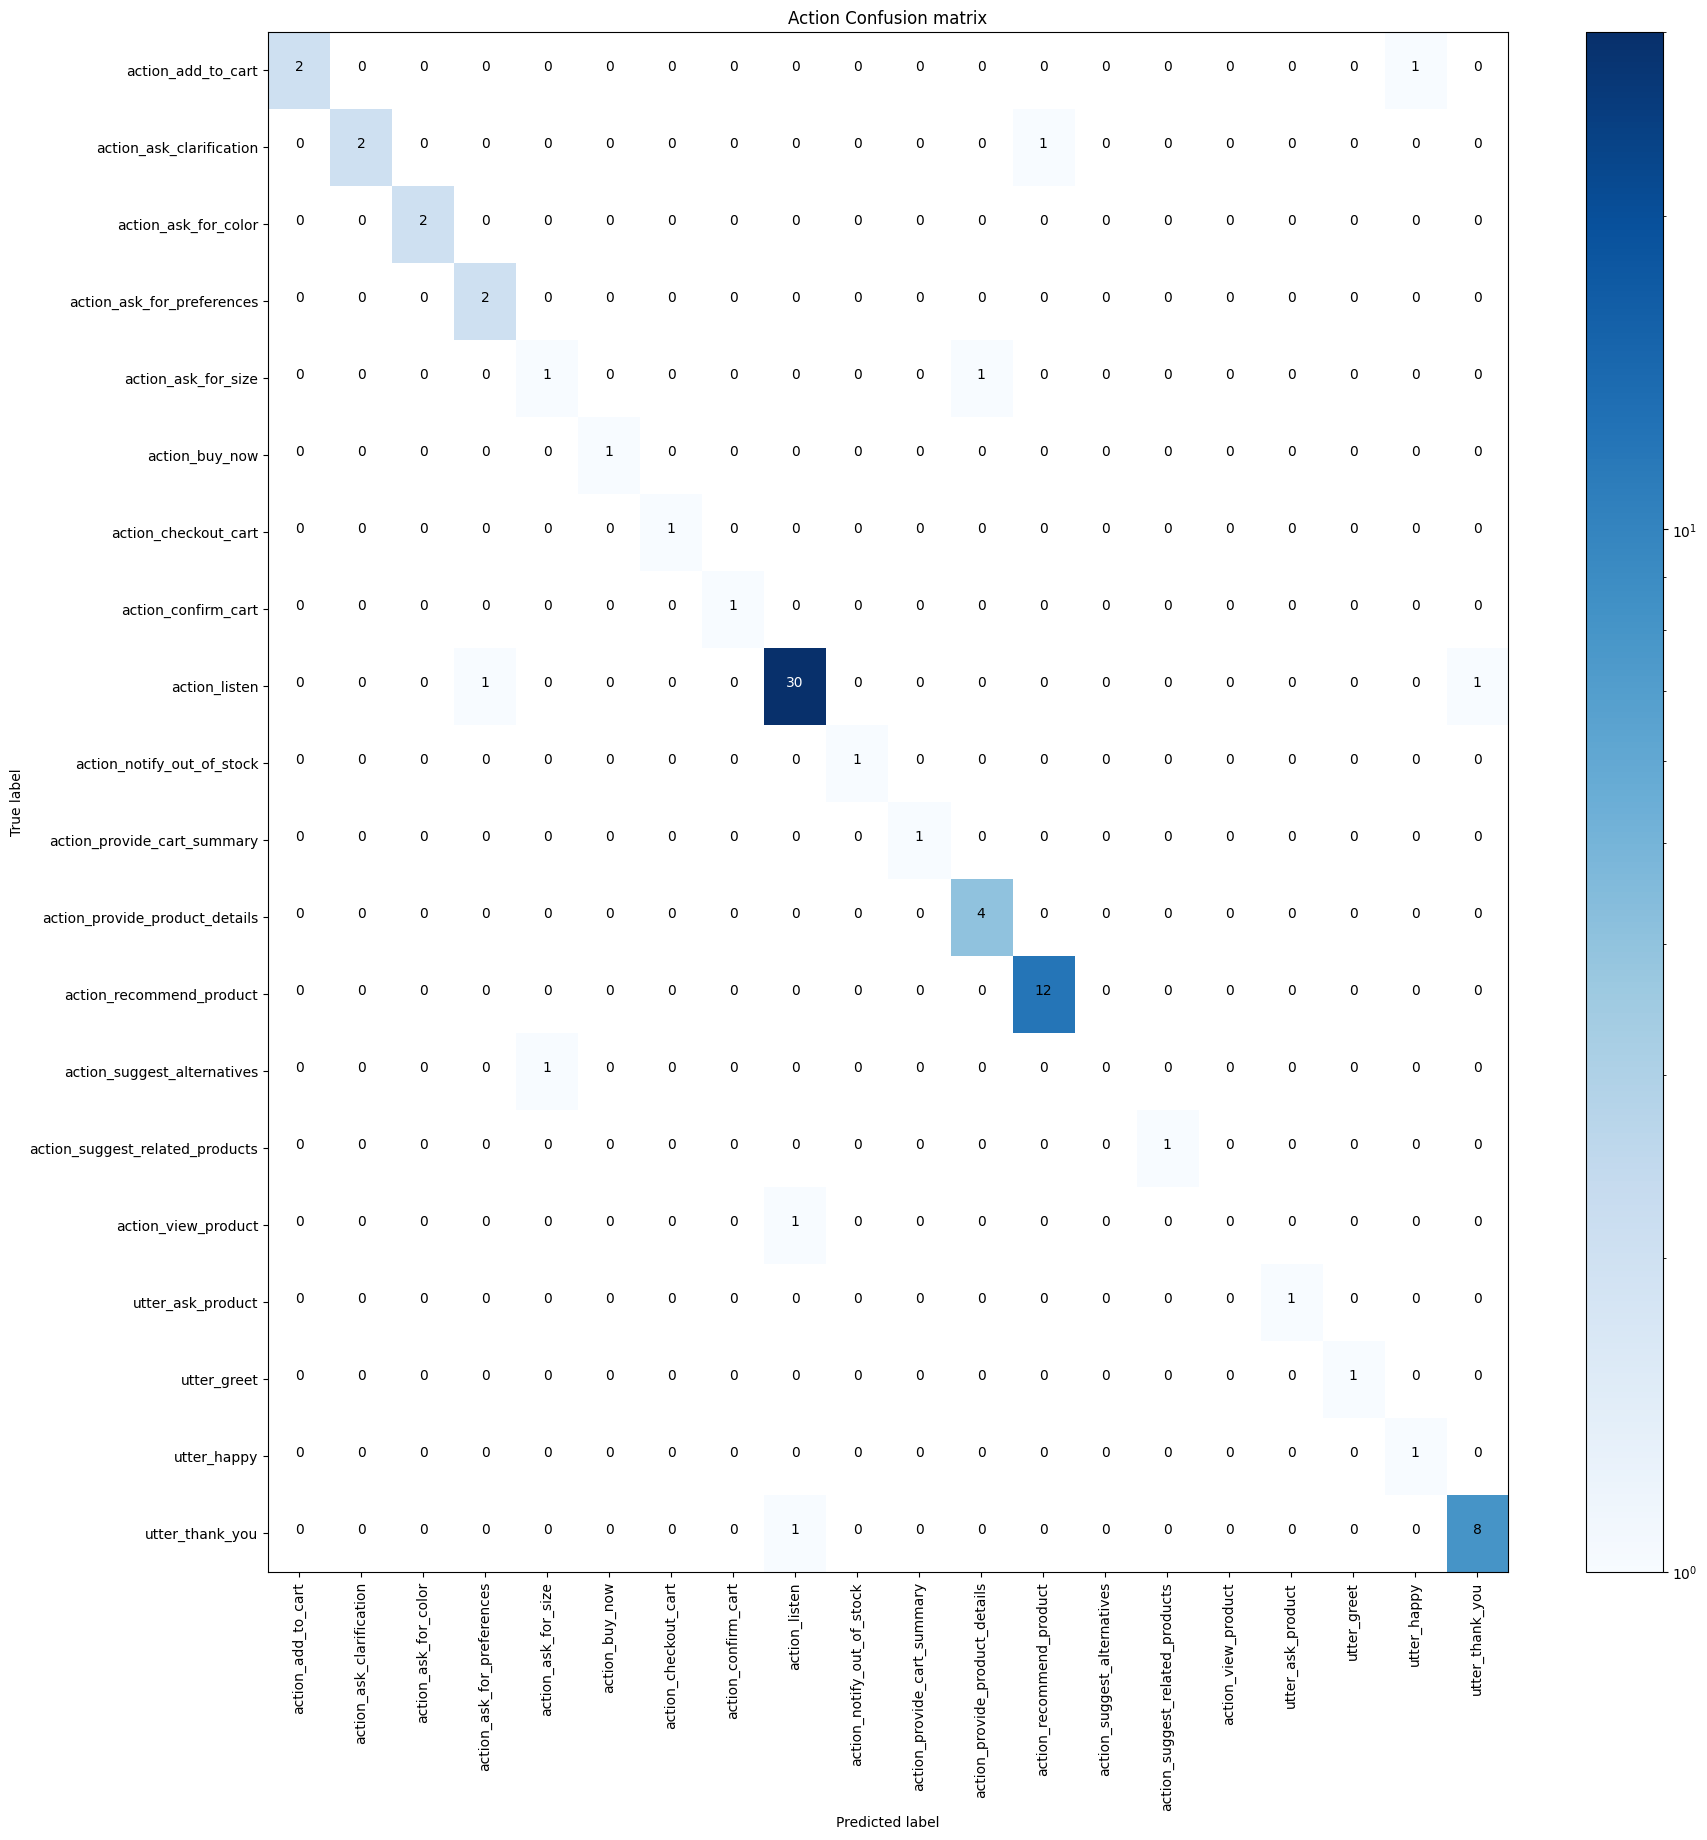 Action Confusion matrix
action_add_to_cart 2 0 0 0 0 0 0 0 0 0 0 0 0 0 0 0 0 0 1 0
action_ask_clarification 0 2 0 0 0 0 0 0 0 0 0 0 1 0 0 0 0 0 0 0
action_ask_for_color 0 0 2 0 0 0 0 0 0 0 0 0 0 0 0 0 0 0 0 0
action_ask_for_preferences 0 0 0 2 0 0 0 0 0 0 0 0 0 0 0 0 0 0 0 0
action_ask_for_size 0 0 0 0 1 0 0 0 0 0 0 1 0 0 0 0 0 0 0 0
action_buy_now 0 0 0 0 0 1 0 0 0 0 0 0 0 0 0 0 0 0 0 0
10¹
action_checkout_cart 0 0 0 0 0 0 1 0 0 0 0 0 0 0 0 0 0 0 0 0
action_confirm_cart 0 0 0 0 0 0 0 1 0 0 0 0 0 0 0 0 0 0 0 0
action_listen 0 0 0 1 0 0 0 0 30 0 0 0 0 0 0 0 0 0 0 1
action_notify_out_of_stock 0 0 0 0 0 0 0 0 0 1 0 0 0 0 0 0 0 0 0 0
True label
action_provide_cart_summary 0 0 0 0 0 0 0 0 0 0 1 0 0 0 0 0 0 0 0 0
action_provide_product_details 0 0 0 0 0 0 0 0 0 0 0 4 0 0 0 0 0 0 0 0
action_recommend_product 0 0 0 0 0 0 0 0 0 0 0 0 12 0 0 0 0 0 0 0
action_suggest_alternatives 0 0 0 0 1 0 0 0 0 0 0 0 0 0 0 0 0 0 0 0
action_suggest_related_products 0 0 0 0 0 0 0 0 0 0 0 0 0 0 1 0 0 0 0 0
action_view_product 0 0 0 0 0 0 0 0 1 0 0 0 0 0 0 0 0 0 0 0
utter_ask_product 0 0 0 0 0 0 0 0 0 0 0 0 0 0 0 0 1 0 0 0
utter_greet 0 0 0 0 0 0 0 0 0 0 0 0 0 0 0 0 0 1 0 0
utter_happy 0 0 0 0 0 0 0 0 0 0 0 0 0 0 0 0 0 0 1 0
utter_thank_you 0 0 0 0 0 0 0 0 1 0 0 0 0 0 0 0 0 0 0 8
10⁰
action_add_to_cart
action_ask_clarification
action_ask_for_color
action_ask_for_preferences
action_ask_for_size
action_buy_now
action_checkout_cart
action_confirm_cart
action_listen
action_notify_out_of_stock
action_provide_cart_summary
action_provide_product_details
action_recommend_product
action_suggest_alternatives
action_suggest_related_products
action_view_product
utter_ask_product
utter_greet
utter_happy
utter_thank_you
Predicted label